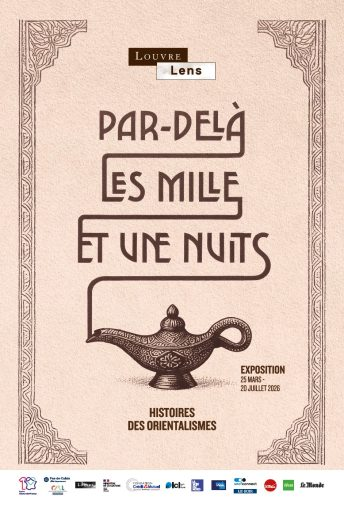 LOUVRE
Lens
PAR-DELÀ
LES MILLE
ET UNE NUITS
EXPOSITION
25 MARS -
20 JUILLET 2026
HISTOIRES
DES ORIENTALISMES
Le Monde